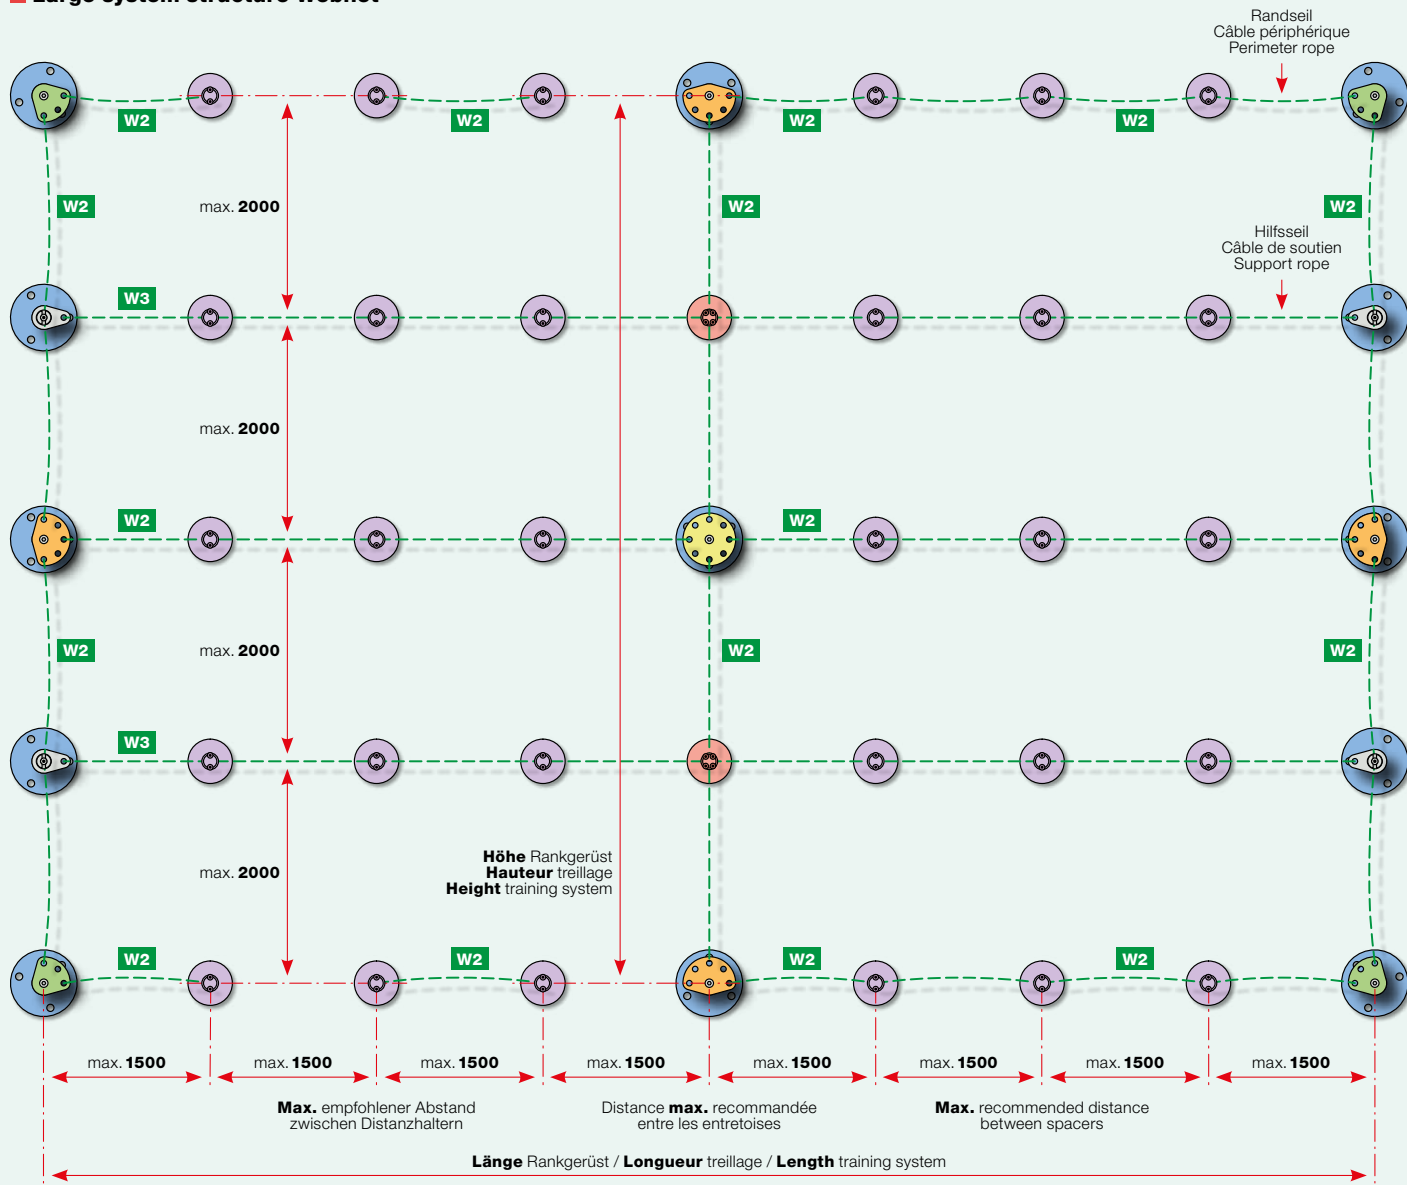 Large system structure Webnet
Randseil
Câble périphérique
Perimeter rope
W2
W2
W2
W2
W2
max. 2000
W2
W2
Hilfsseil
Câble de soutien
Support rope
W3
max. 2000
W2
W2
W2
max. 2000
W2
W2
W3
Höhe Rankgerüst
Hauteur treillage
Height training system
max. 2000
W2
W2
W2
W2
max. 1500
max. 1500
max. 1500
max. 1500
max. 1500
max. 1500
max. 1500
max. 1500
Max. empfohlener Abstand
zwischen Distanzhaltern
Distance max. recommandée
entre les entretoises
Max. recommended distance
between spacers
Länge Rankgerüst / Longueur treillage / Length training system